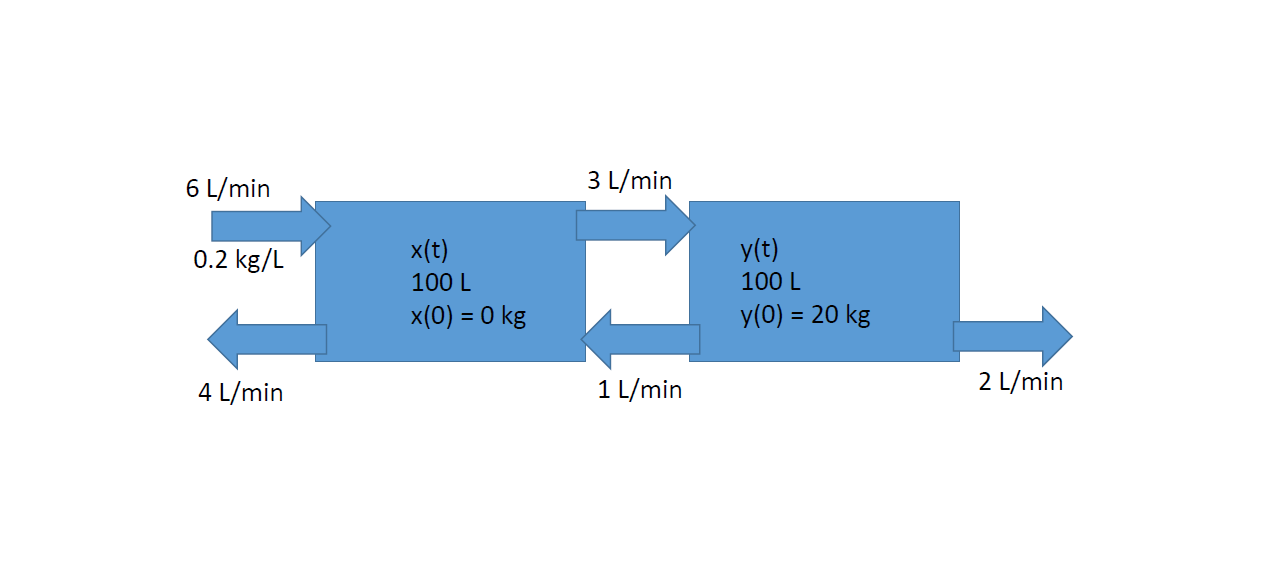 6 L/min
0.2 kg/L
4 L/min
x(t)
100 L
x(0) = 0 kg
3 L/min
1 L/min
y(t)
100 L
y(0) = 20 kg
2 L/min